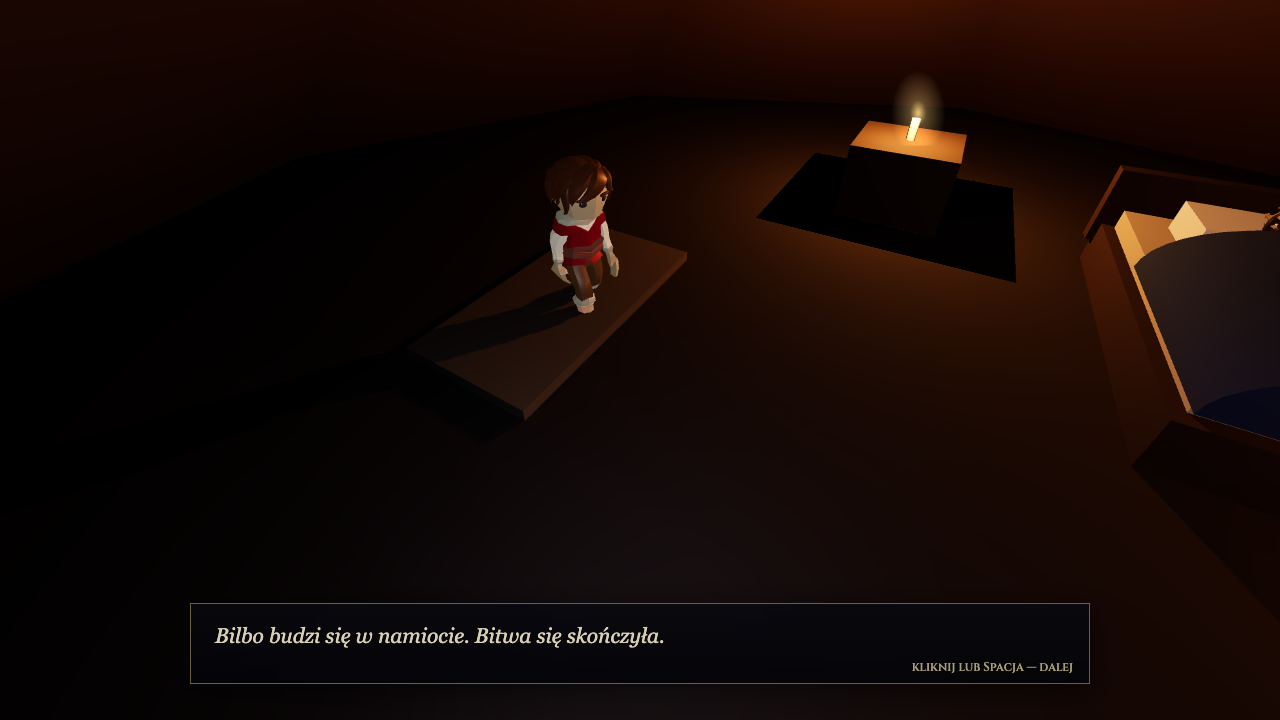 Bilbo budzi się w namiocie. Bitwa się skończyła.
KLIKNIJ LUB SPACJA — DALEJ